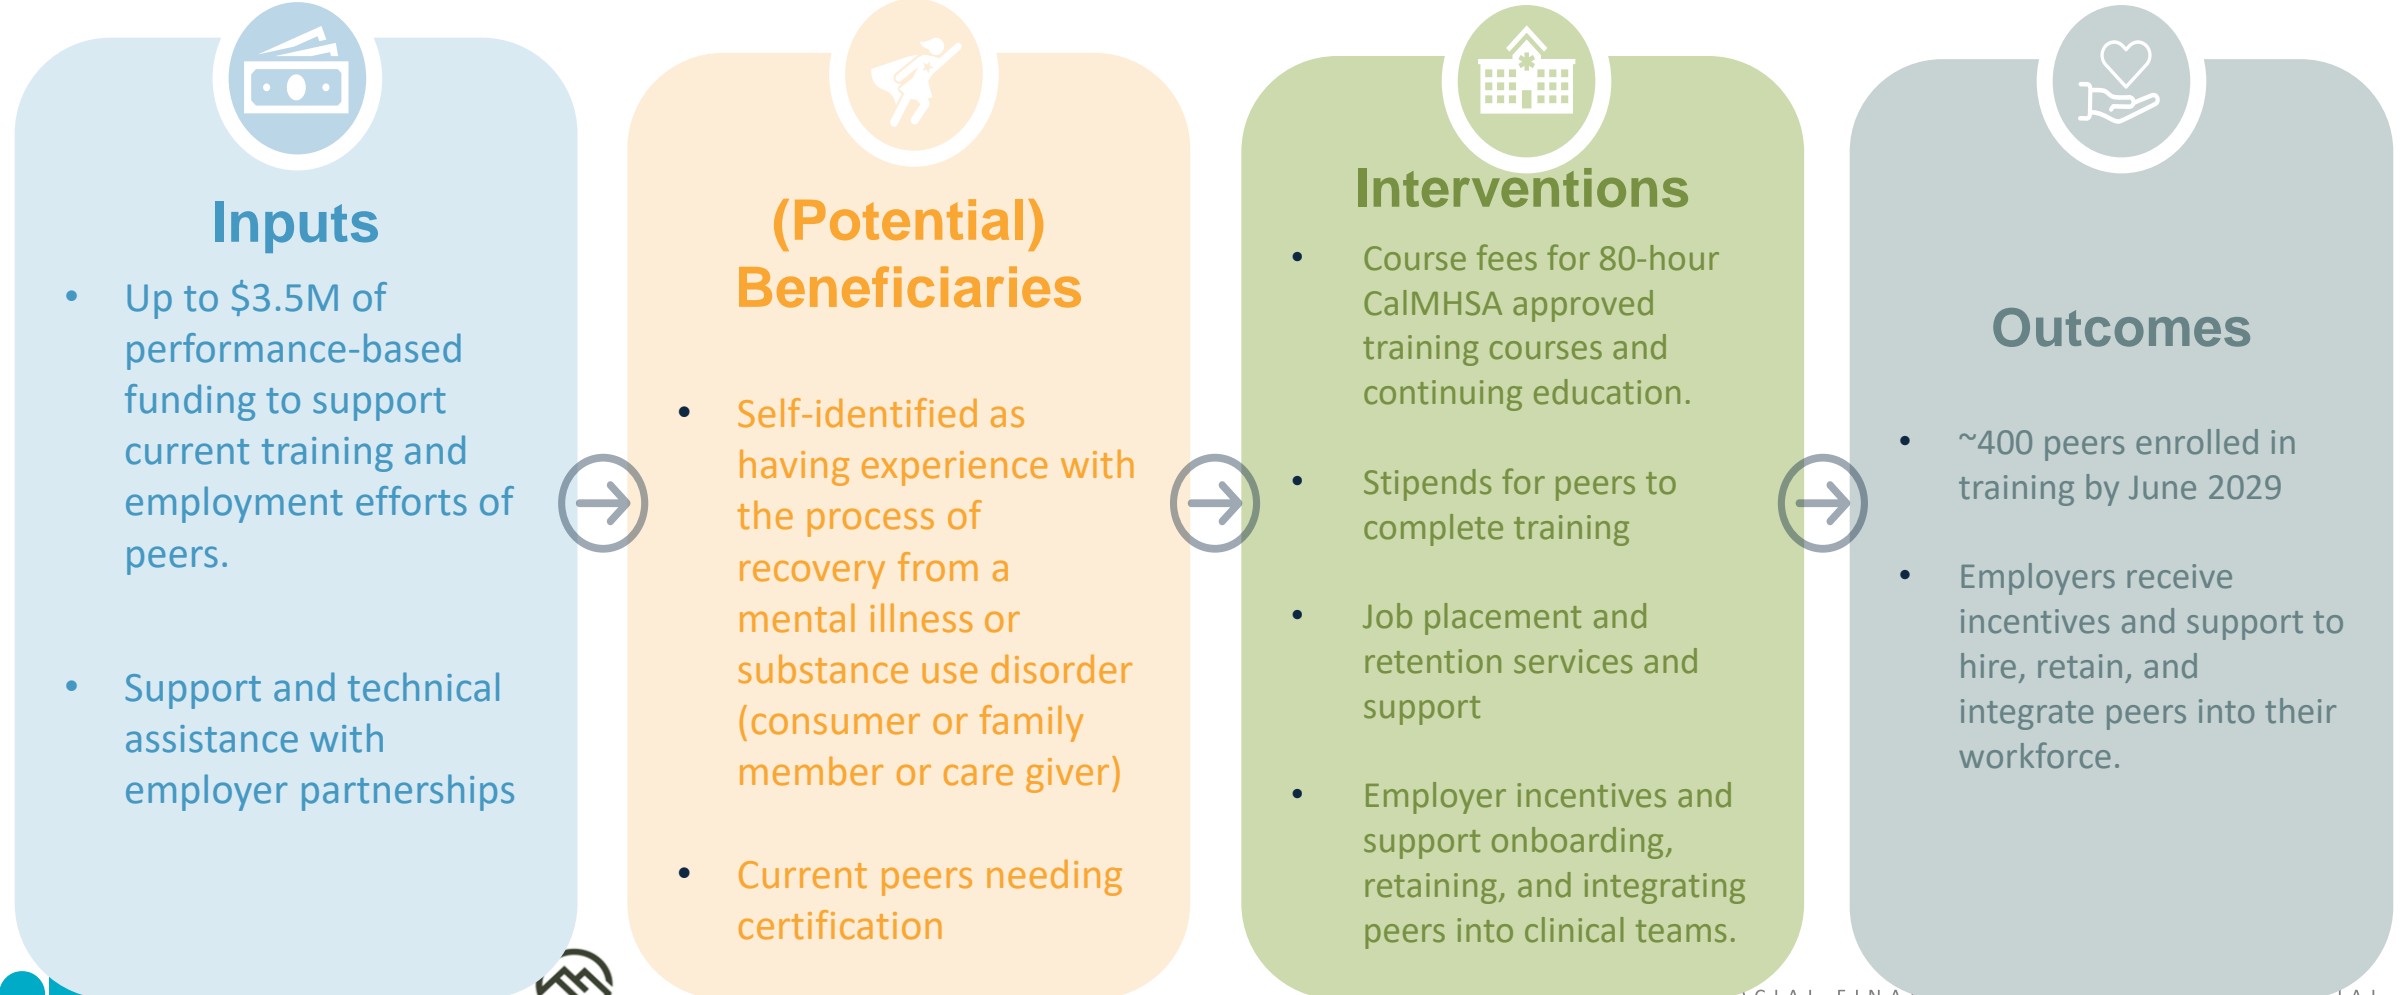 Inputs
• Up to $3.5M of
performance-based
funding to support
current training and
employment efforts of
peers.
• Support and technical
assistance with
employer partnerships
(Potential)
Beneficiaries
• Self-identified as
having experience with
the process of
recovery from a
mental illness or
substance use disorder
(consumer or family
member or care giver)
• Current peers needing
certification
Interventions
• Course fees for 80-hour
CalMHSA approved
training courses and
continuing education.
• Stipends for peers to
complete training
• Job placement and
retention services and
support
• Employer incentives and
support onboarding,
retaining, and integrating
peers into clinical teams.
Outcomes
• ~400 peers enrolled in
training by June 2029
• Employers receive
incentives and support to
hire, retain, and
integrate peers into their
workforce.